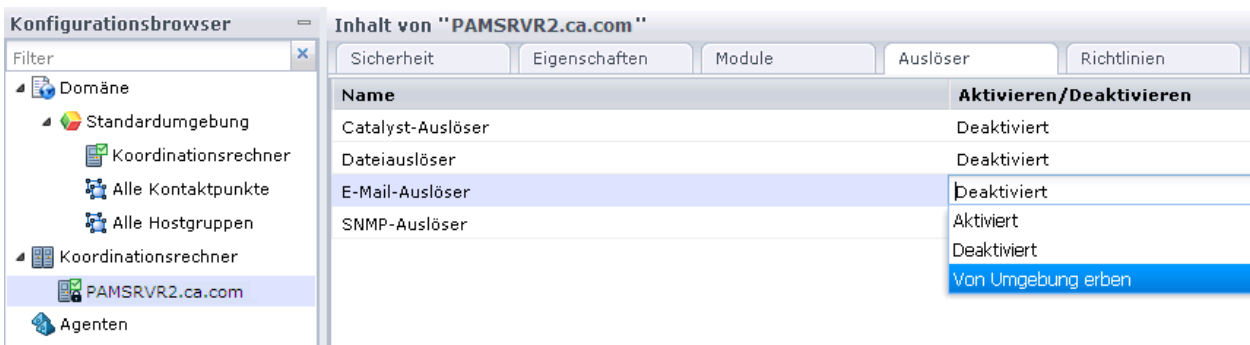 Konfigurationsbrowser
Filter
Domäne
Standardumgebung
Koordinationsrechner
Alle Kontaktpunkte
Alle Hostgruppen
Koordinationsrechner
PAMSRVR2.ca.com
Agenten
Inhalt von "PAMSRVR2.ca.com"
Sicherheit Eigenschaften Module Auslöser Richtlinien
Name Aktivieren/Deaktivieren
Catalyst-Auslöser Deaktiviert
Dateiauslöser Deaktiviert
E-Mail-Auslöser Deaktiviert
SNMP-Auslöser
Aktiviert
Deaktiviert
Von Umgebung erben